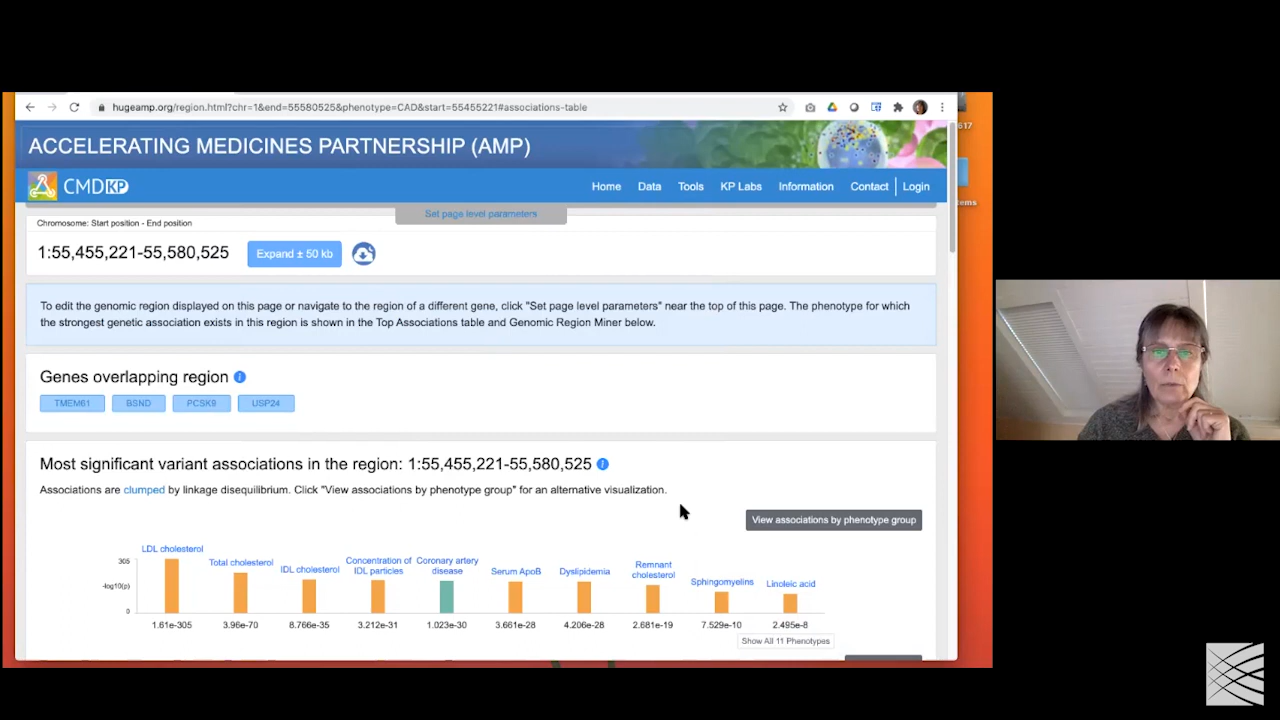 hugeamp.org/region.html?chr=1&end=55580525&phenotype=CAD&start=55455221#associations-table
617
ACCELERATING MEDICINES PARTNERSHIP (AMP)
CMDKP
Home Data Tools KP Labs Information Contact Login
Set page level parameters
Chromosome: Start position - End position
1:55,455,221-55,580,525 Expand ± 50 kb
To edit the genomic region displayed on this page or navigate to the region of a different gene, click "Set page level parameters" near the top of this page. The phenotype for which
the strongest genetic association exists in this region is shown in the Top Associations table and Genomic Region Miner below.
Genes overlapping region
TMEM61 BSND PCSK9 USP24
Most significant variant associations in the region: 1:55,455,221-55,580,525
Associations are clumped by linkage disequilibrium. Click "View associations by phenotype group" for an alternative visualization.
View associations by phenotype group
305
-log10(p)
0
LDL cholesterol
Total cholesterol
IDL cholesterol
Concentration of
IDL particles
Coronary artery
disease
Serum ApoB
Dyslipidemia
Remnant
cholesterol
Sphingomyelins
Linoleic acid
1.61e-305 3.96e-70 8.766e-35 3.212e-31 1.023e-30 3.661e-28 4.206e-28 2.681e-19 7.529e-10 2.495e-8
Show All 11 Phenotypes